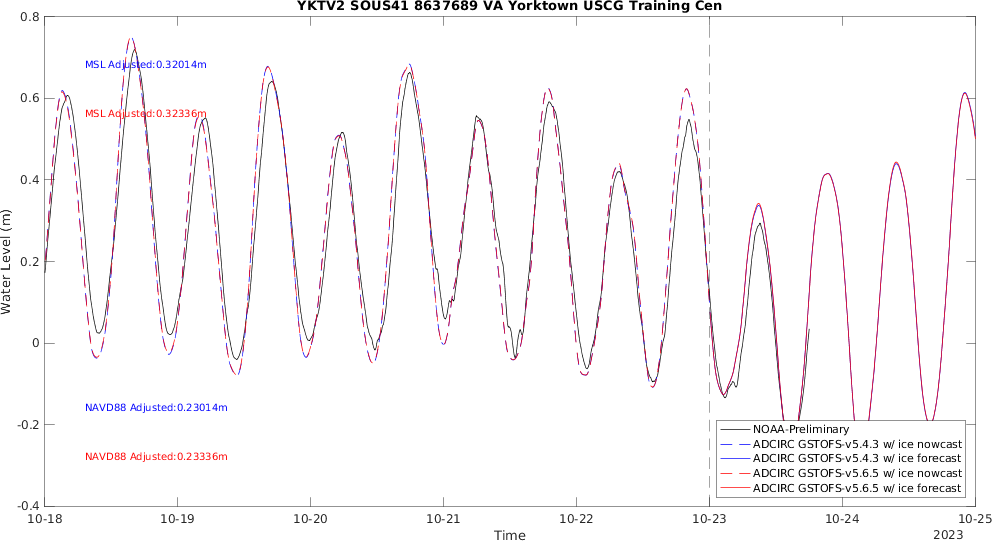 YKTV2 SOUS41 8637689 VA Yorktown USCG Training Cen
0.8
0.6
0.4
0.2
0
-0.2
-0.4
Water Level (m)
MSL Adjusted:0.32014m
MSL Adjusted:0.32336m
NAVD88 Adjusted:0.23014m
NAVD88 Adjusted:0.23336m
NOAA-Preliminary
ADCIRC GSTOFS-v5.4.3 w/ ice nowcast
ADCIRC GSTOFS-v5.4.3 w/ ice forecast
ADCIRC GSTOFS-v5.6.5 w/ ice nowcast
ADCIRC GSTOFS-v5.6.5 w/ ice forecast
10-18 10-19 10-20 10-21 10-22 10-23 10-24 10-25
Time
2023